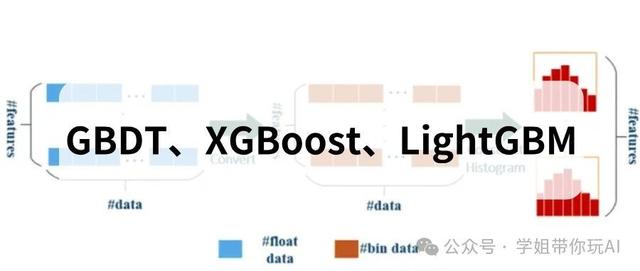 #features
#features
#features
GBDT、XGBoost、LightGBM
Convert
Histogram
#data
#data
#float
data
#bin data
公众号 · 学姐带你玩AI